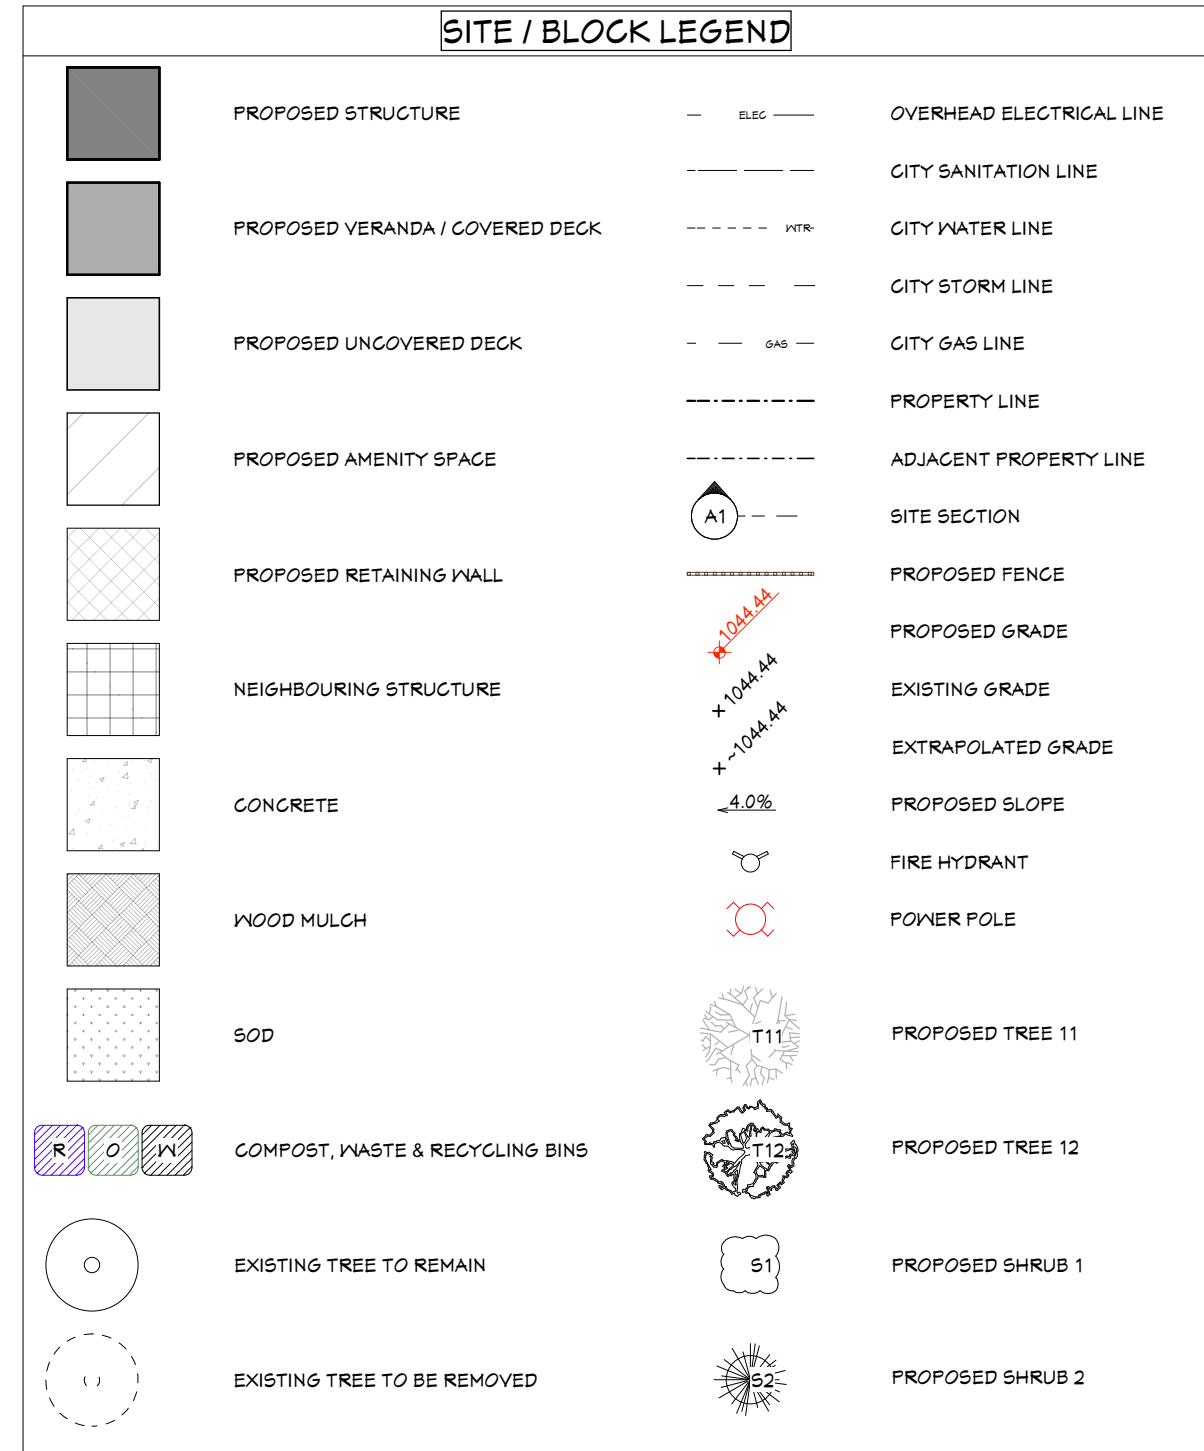 SITE / BLOCK LEGEND
PROPOSED STRUCTURE
PROPOSED VERANDA / COVERED DECK
PROPOSED UNCOVERED DECK
PROPOSED AMENITY SPACE
PROPOSED RETAINING WALL
NEIGHBOURING STRUCTURE
CONCRETE
WOOD MULCH
SOD
R O W COMPOST, WASTE & RECYCLING BINS
EXISTING TREE TO REMAIN
EXISTING TREE TO BE REMOVED
ELEC OVERHEAD ELECTRICAL LINE
CITY SANITATION LINE
WTR CITY WATER LINE
CITY STORM LINE
GAS CITY GAS LINE
PROPERTY LINE
ADJACENT PROPERTY LINE
A1 SITE SECTION
PROPOSED FENCE
1044.44 PROPOSED GRADE
1044.44 EXISTING GRADE
~1044.44 EXTRAPOLATED GRADE
4.0% PROPOSED SLOPE
FIRE HYDRANT
POWER POLE
T11 PROPOSED TREE 11
T12 PROPOSED TREE 12
S1 PROPOSED SHRUB 1
S2 PROPOSED SHRUB 2